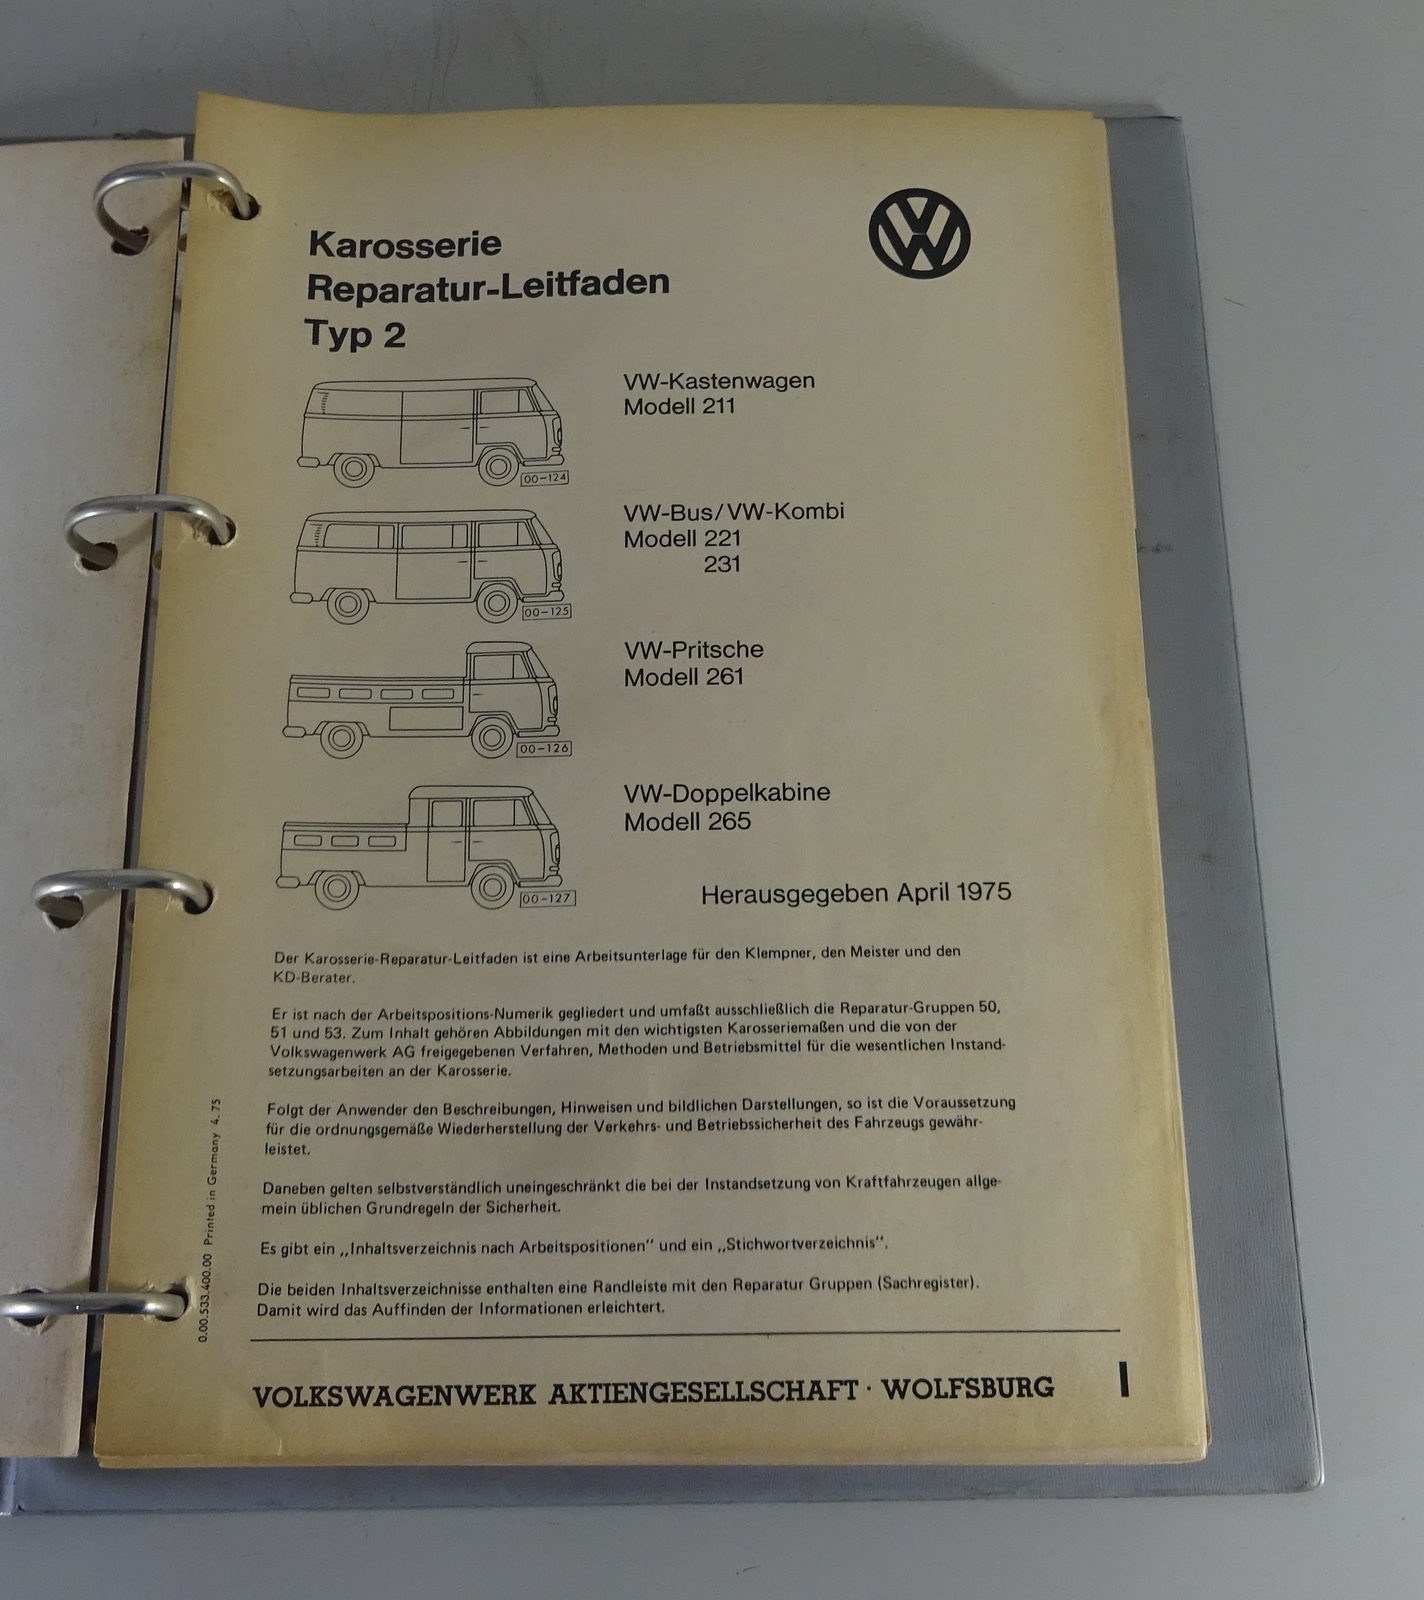 Karosserie
Reparatur-Leitfaden
Typ 2
VW-Kastenwagen
Modell 211
00-124
VW-Bus/VW-Kombi
Modell 221
231
00-125
VW-Pritsche
Modell 261
00-126
VW-Doppelkabine
Modell 265
00-127
Herausgegeben April 1975
Der Karosserie-Reparatur-Leitfaden ist eine Arbeitsunterlage für den Klempner, den Meister und den
KD-Berater.
Er ist nach der Arbeitspositions-Numerik gegliedert und umfaßt ausschließlich die Reparatur-Gruppen 50,
51 und 53. Zum Inhalt gehören Abbildungen mit den wichtigsten Karosseriemaßen und die von der
Volkswagenwerk AG freigegebenen Verfahren, Methoden und Betriebsmittel für die wesentlichen Instand-
setzungsarbeiten an der Karosserie.
Folgt der Anwender den Beschreibungen, Hinweisen und bildlichen Darstellungen, so ist die Voraussetzung
für die ordnungsgemäße Wiederherstellung der Verkehrs- und Betriebssicherheit des Fahrzeugs gewähr-
leistet.
Daneben gelten selbstverständlich uneingeschränkt die bei der Instandsetzung von Kraftfahrzeugen allge-
mein üblichen Grundregeln der Sicherheit.
Es gibt ein „Inhaltsverzeichnis nach Arbeitspositionen" und ein „Stichwortverzeichnis".
Die beiden Inhaltsverzeichnisse enthalten eine Randleiste mit den Reparatur Gruppen (Sachregister).
Damit wird das Auffinden der Informationen erleichtert.
0.00.533.400.00 Printed in Germany 4.75
VOLKSWAGENWERK AKTIENGESELLSCHAFT · WOLFSBURG
I